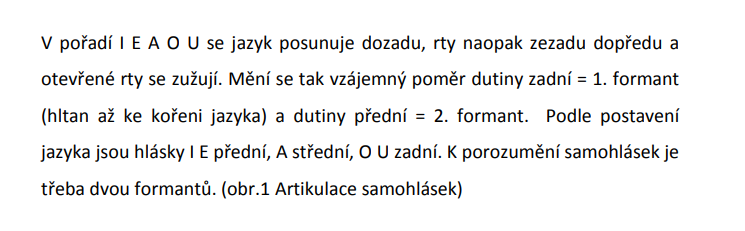 V pořadí I E A O U se jazyk posunuje dozadu, rty naopak zezadu dopředu a
otevřené rty se zužují. Mění se tak vzájemný poměr dutiny zadní = 1. formant
(hltan až ke kořeni jazyka) a dutiny přední = 2. formant. Podle postavení
jazyka jsou hlásky I E přední, A střední, O U zadní. K porozumění samohlásek je
třeba dvou formantů. (obr.1 Artikulace samohlásek)